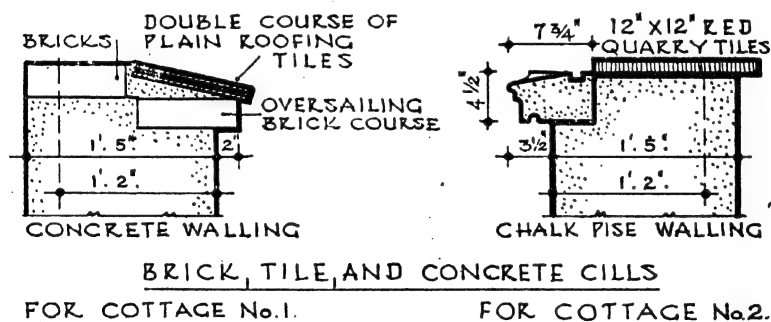 DOUBLE COURSE OF
PLAIN ROOFING
TILES
BRICKS
OVERSAILING
BRICK COURSE
1'.5"
2"
1'.2".
CONCRETE WALLING
7 3/4"
12" X 12" RED
QUARRY TILES
4 1/2"
3 1/2"
1'.5".
1'.2".
CHALK PISE WALLING
BRICK, TILE, AND CONCRETE CILLS
FOR COTTAGE No.1.
FOR COTTAGE No.2.